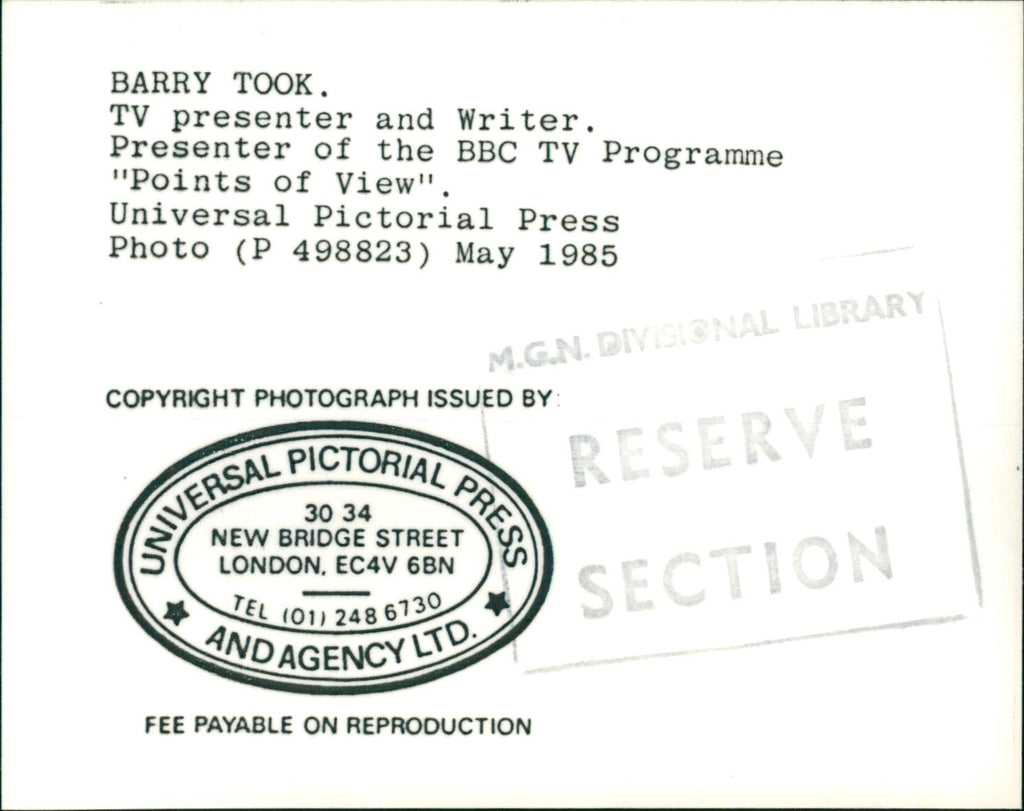 BARRY TOOK.
TV presenter and Writer.
Presenter of the BBC TV Programme
"Points of View".
Universal Pictorial Press
Photo (P 498823) May 1985
M.G.N. DIVISIONAL LIBRARY
RESERVE
SECTION
COPYRIGHT PHOTOGRAPH ISSUED BY:
UNIVERSAL PICTORIAL PRESS
30 34
NEW BRIDGE STREET
LONDON, EC4V 6BN
TEL (01) 248 6730
AND AGENCY LTD.
FEE PAYABLE ON REPRODUCTION